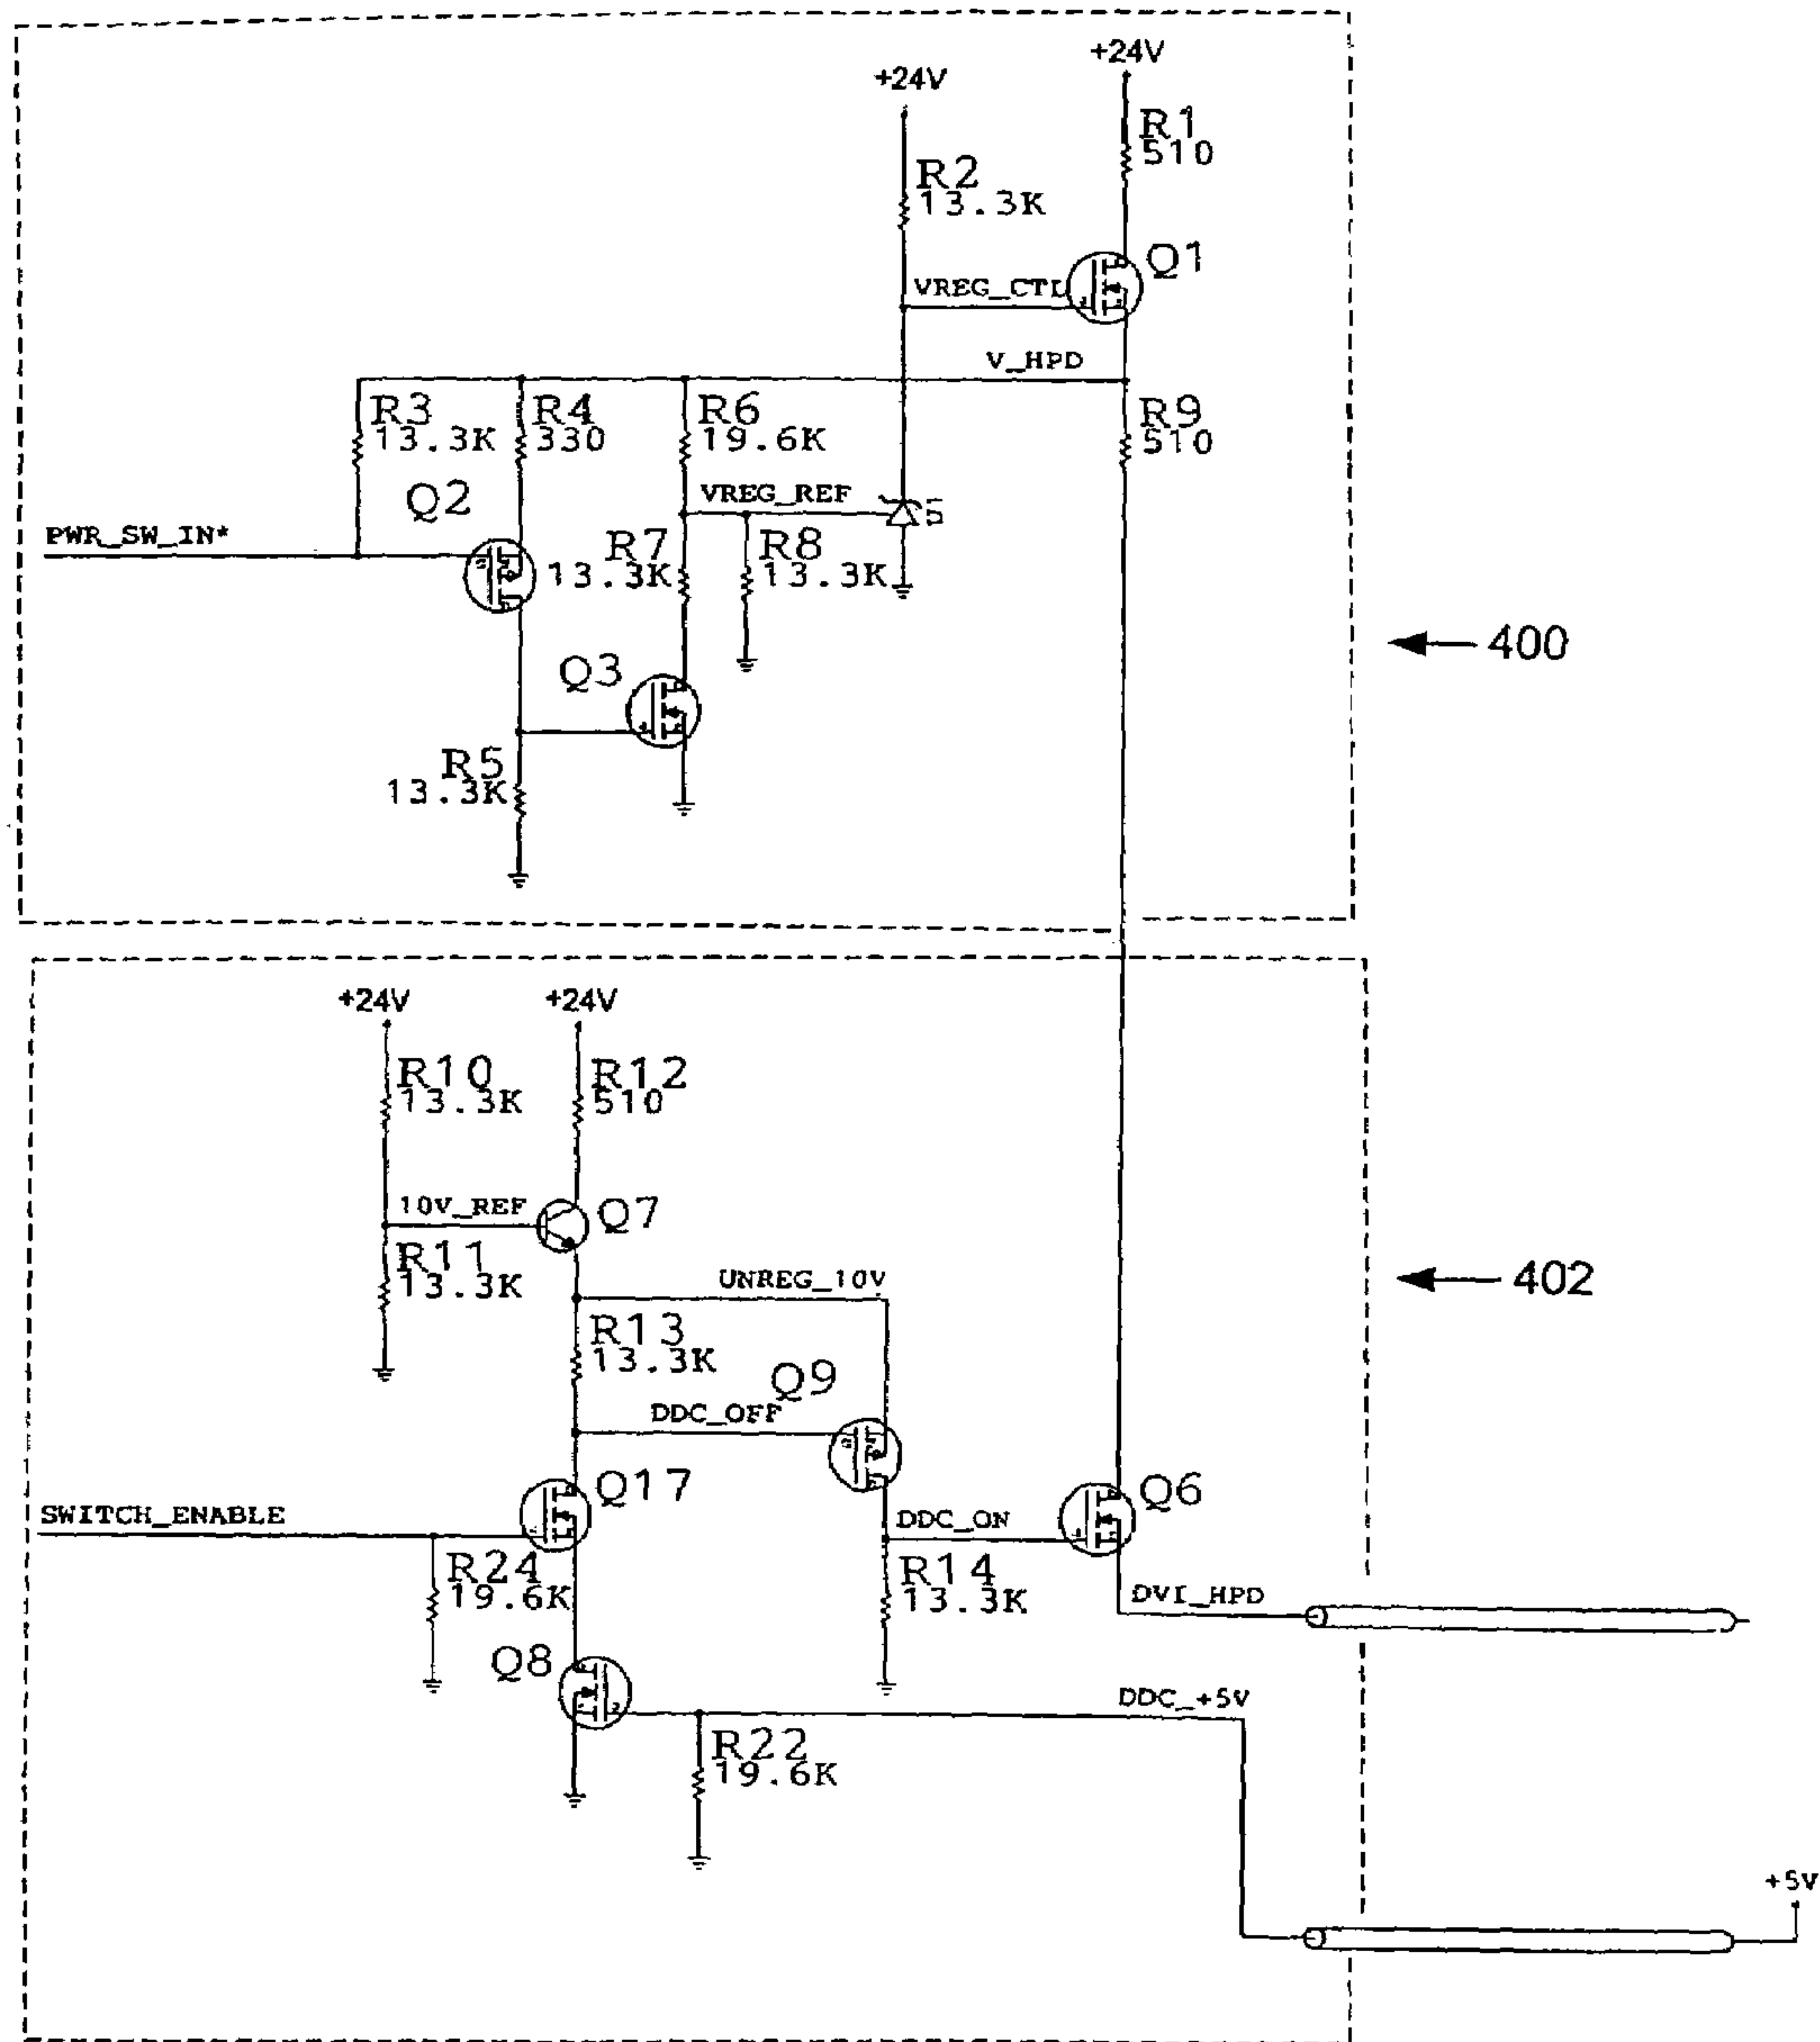 +24V
+24V
R1
510
R2
13.3K
Q1
VREG_CTL
V_HPD
R3
13.3K
R4
330
R6
19.6K
R9
510
Q2
VREG_REF
U1
PWR_SW_IN*
R7
13.3K
R8
13.3K
400
Q3
R5
13.3K
+24V
+24V
R10
13.3K
R12
510
10V_REF
Q7
R11
13.3K
UNREG_10V
402
R13
13.3K
Q9
DDC_OFF
Q17
Q6
SWITCH_ENABLE
DDC_ON
R24
19.6K
R14
13.3K
DVI_HPD
Q8
DDC_+5V
R22
19.6K
+5V